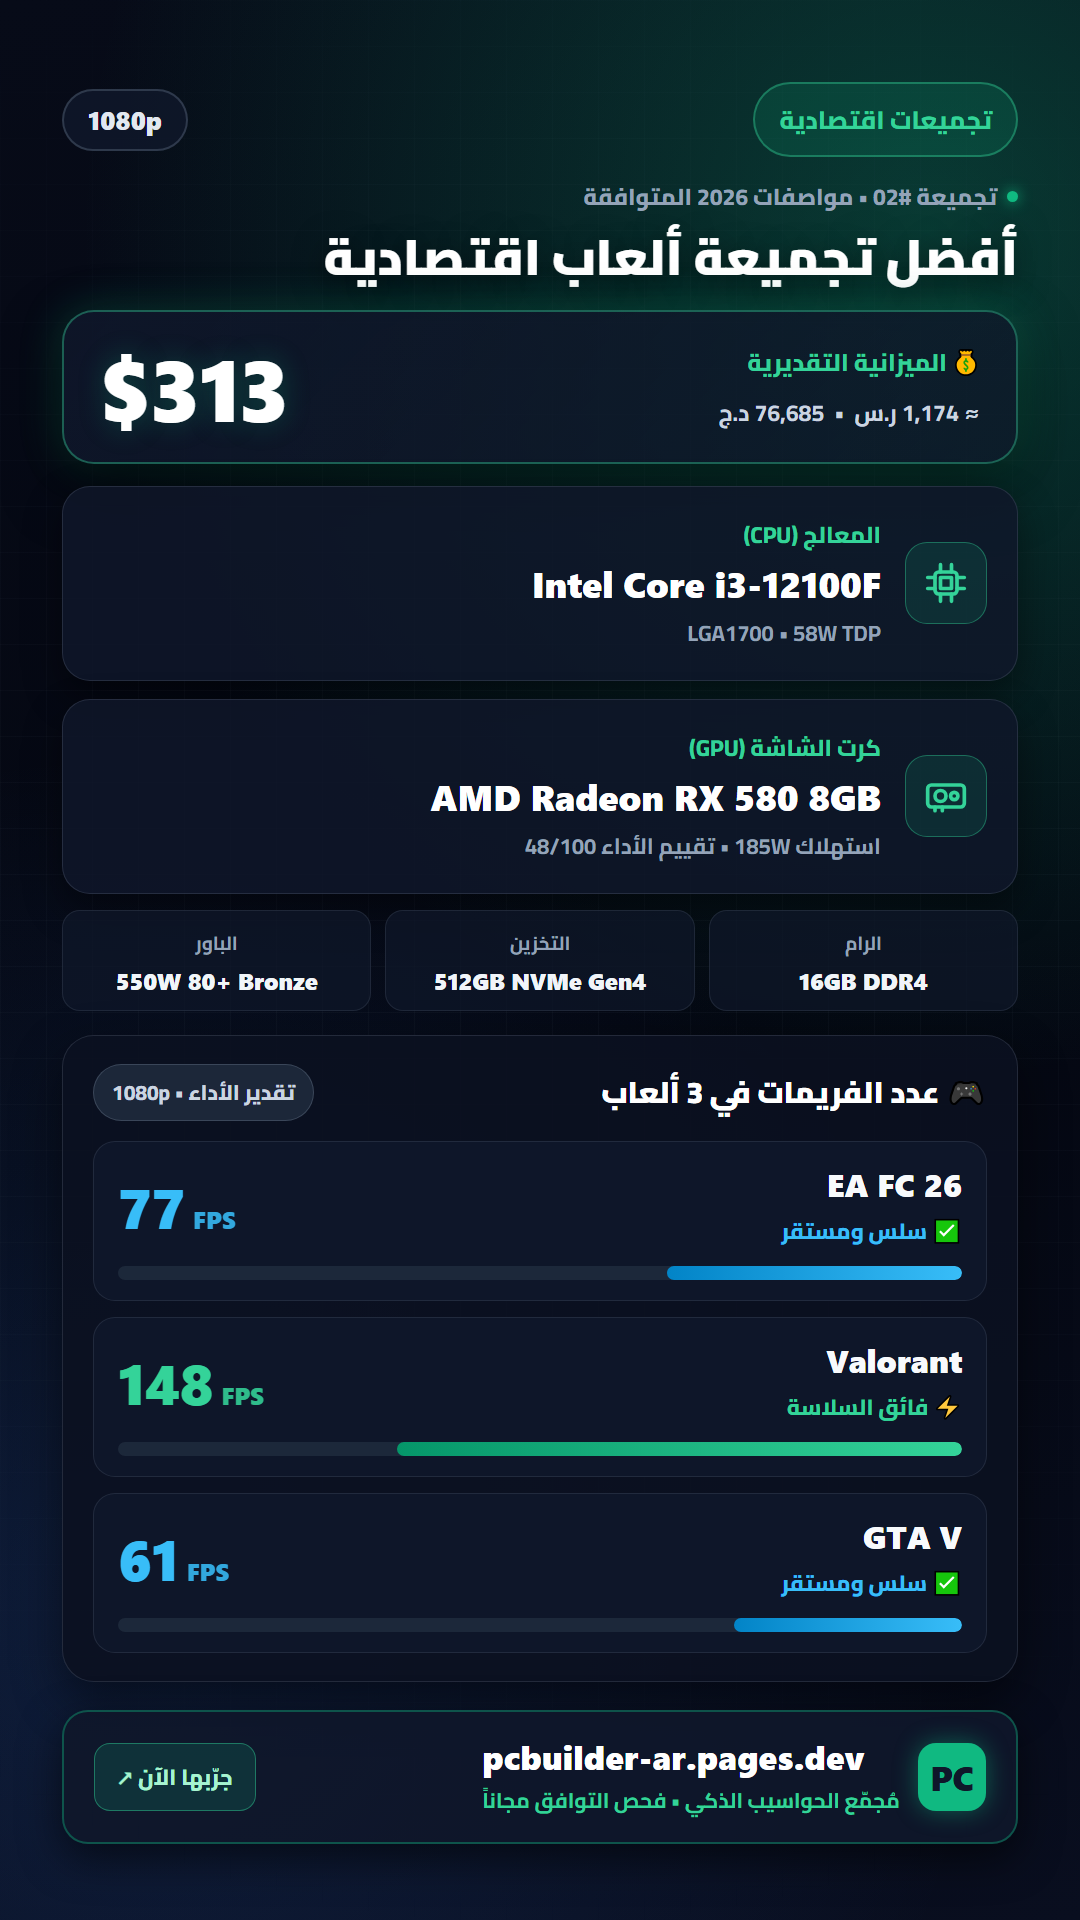 تجميعات اقتصادية
1080p
تجميعة #02 • مواصفات 2026 المتوافقة
أفضل تجميعة ألعاب اقتصادية
💰 الميزانية التقديرية
≈ 1,174 ر.س • 76,685 د.ج
$313
المعالج (CPU)
Intel Core i3-12100F
LGA1700 • 58W TDP
كرت الشاشة (GPU)
AMD Radeon RX 580 8GB
استهلاك 185W • تقييم الأداء 48/100
الرام
16GB DDR4
التخزين
512GB NVMe Gen4
الباور
550W 80+ Bronze
🎮 عدد الفريمات في 3 ألعاب
تقدير الأداء • 1080p
EA FC 26
✅ سلس ومستقر
77 FPS
Valorant
⚡ فائق السلاسة
148 FPS
GTA V
✅ سلس ومستقر
61 FPS
PC
pcbuilder-ar.pages.dev
مُجمّع الحواسيب الذكي • فحص التوافق مجاناً
جرّبها الآن ↗